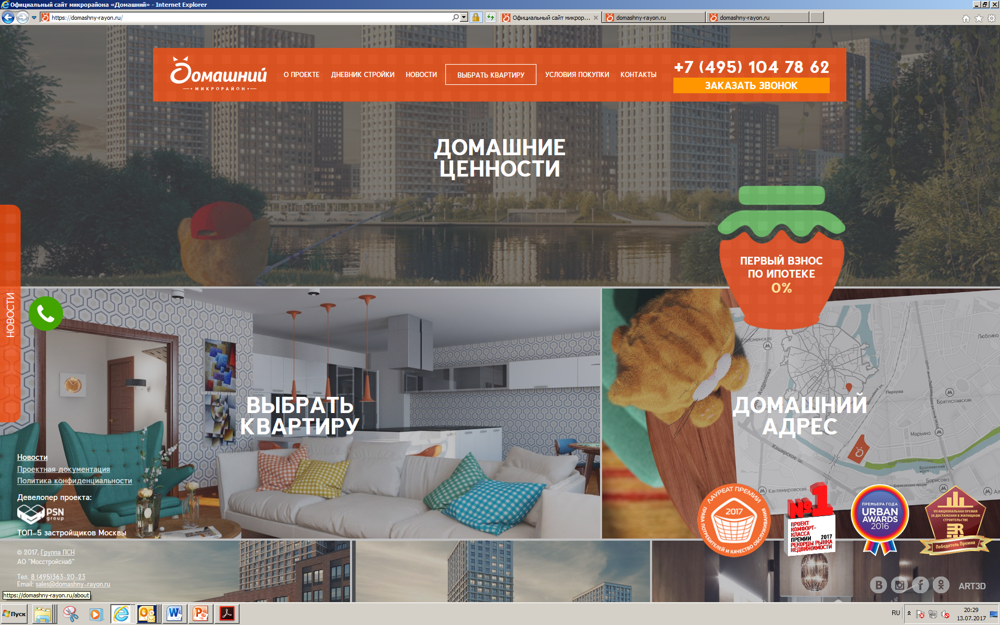 Официальный сайт микрорайона «Домашний» - Internet Explorer
https://domashny-rayon.ru/
Официальный сайт микрор...
domashny-rayon.ru
domashny-rayon.ru
Домашний
МИКРОРАЙОН
О ПРОЕКТЕ
ДНЕВНИК СТРОЙКИ
НОВОСТИ
ВЫБРАТЬ КВАРТИРУ
УСЛОВИЯ ПОКУПКИ
КОНТАКТЫ
+7 (495) 104 78 62
ЗАКАЗАТЬ ЗВОНОК
ДОМАШНИЕ
ЦЕННОСТИ
ПЕРВЫЙ ВЗНОС
ПО ИПОТЕКЕ
0%
НОВОСТИ
ВЫБРАТЬ
КВАРТИРУ
ДОМАШНИЙ
АДРЕС
Коломенская
Люблино
Перерва
Братиславская
Марьино
Каширское ш.
Братеевский
мост
Борисово
Борисовские пруды
Кантемировская
Новости
Проектная документация
Политика конфиденциальности
Девелопер проекта:
PSN
group
ТОП-5 застройщиков Москвы
ЛАУРЕАТ ПРЕМИИ
2017
ПРАВА ПОТРЕБИТЕЛЕЙ И КАЧЕСТВО ОБСЛУЖИВАНИЯ
№1
ПРОЕКТ
КОМФОРТ-
КЛАССА
ПРЕМИИ 2017
РЕКОРДЫ РЫНКА
НЕДВИЖИМОСТИ
ПРЕМЬЕРА ГОДА
URBAN
AWARDS
2016
VII НАЦИОНАЛЬНАЯ ПРЕМИЯ
ЗА ДОСТИЖЕНИЯ В ЖИЛИЩНОМ
СТРОИТЕЛЬСТВЕ
Победитель Премии
© 2017, Группа ПСН
АО "Мосстройснаб"
Тел. 8 (495)363-20-23
Email: sales@domashny-rayon.ru
ART3D
https://domashny-rayon.ru/about
Пуск
RU
20:29
13.07.2017